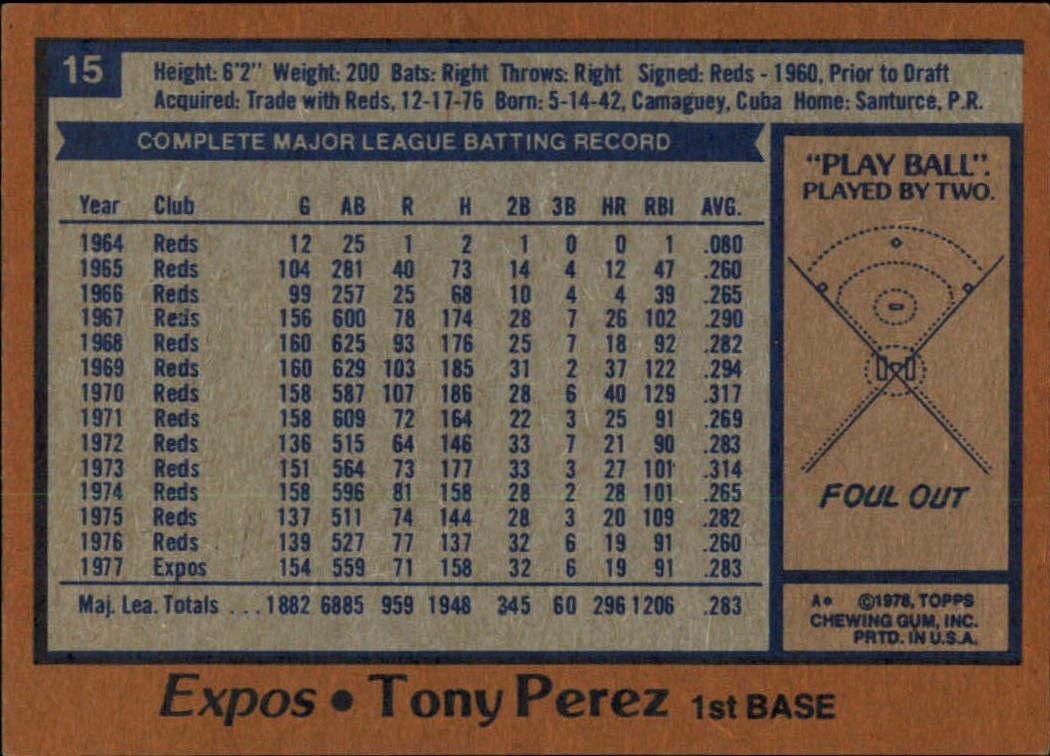 15
Height: 6'2" Weight: 200 Bats: Right Throws: Right Signed: Reds - 1960, Prior to Draft
Acquired: Trade with Reds, 12-17-76 Born: 5-14-42, Camaguey, Cuba Home: Santurce, P.R.
COMPLETE MAJOR LEAGUE BATTING RECORD
Year Club G AB R H 2B 3B HR RBI AVG.
1964 Reds 12 25 1 2 1 0 0 1 .080
1965 Reds 104 281 40 73 14 4 12 47 .260
1966 Reds 99 257 25 68 10 4 4 39 .265
1967 Reds 156 600 78 174 28 7 26 102 .290
1968 Reds 160 625 93 176 25 7 18 92 .282
1969 Reds 160 629 103 185 31 2 37 122 .294
1970 Reds 158 587 107 186 28 6 40 129 .317
1971 Reds 158 609 72 164 22 3 25 91 .269
1972 Reds 136 515 64 146 33 7 21 90 .283
1973 Reds 151 564 73 177 33 3 27 101 .314
1974 Reds 158 596 81 158 28 2 28 101 .265
1975 Reds 137 511 74 144 28 3 20 109 .282
1976 Reds 139 527 77 137 32 6 19 91 .260
1977 Expos 154 559 71 158 32 6 19 91 .283
Maj. Lea. Totals ...1882 6885 959 1948 345 60 296 1206 .283
"PLAY BALL".
PLAYED BY TWO.
FOUL OUT
A* ©1978, TOPPS
CHEWING GUM, INC.
PRTD. IN U.S.A.
Expos • Tony Perez 1st BASE